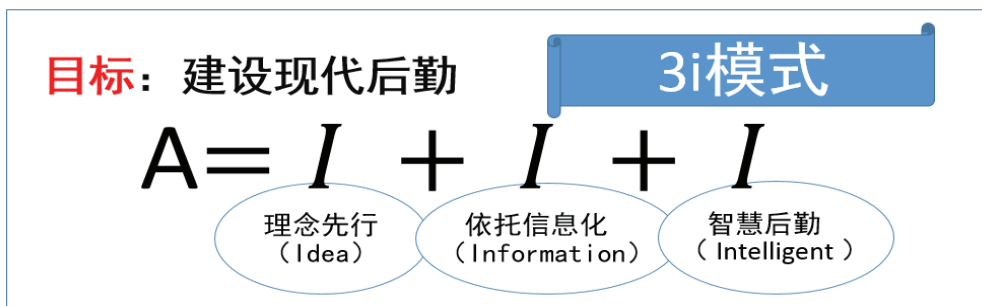 目标：建设现代后勤
3i模式
A= I + I + I
理念先行
（Idea）
依托信息化
（Information）
智慧后勤
（ Intelligent ）